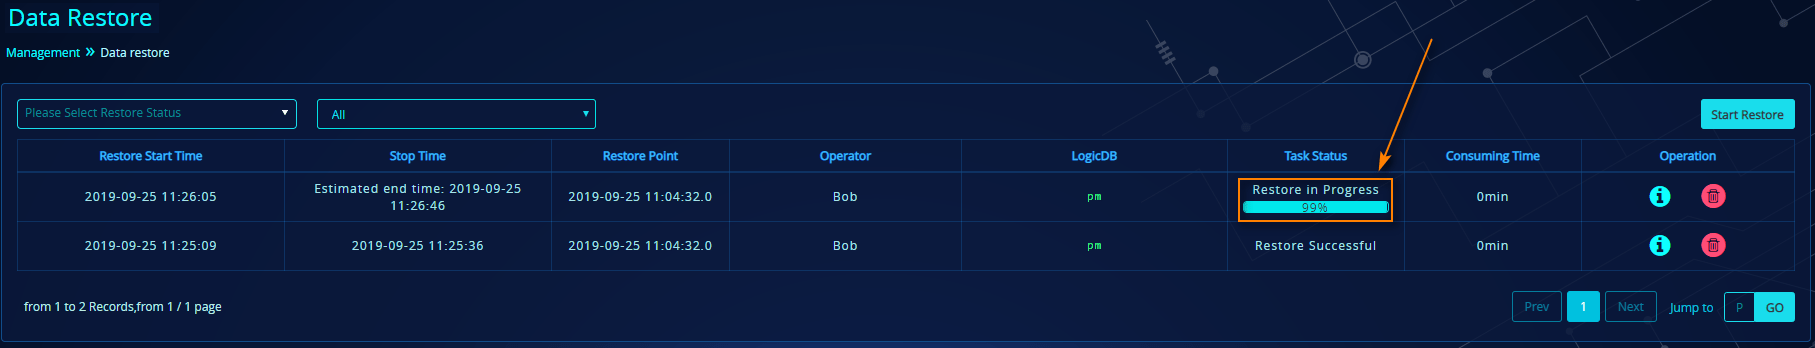 Data Restore
Management » Data restore
Please Select Restore Status
All
Start Restore
Restore Start Time Stop Time Restore Point Operator LogicDB Task Status Consuming Time Operation
2019-09-25 11:26:05 Estimated end time: 2019-09-25 11:26:46 2019-09-25 11:04:32.0 Bob pm Restore in Progress 99% 0min
2019-09-25 11:25:09 2019-09-25 11:25:36 2019-09-25 11:04:32.0 Bob pm Restore Successful 0min
from 1 to 2 Records,from 1 / 1 page
Prev 1 Next Jump to P GO